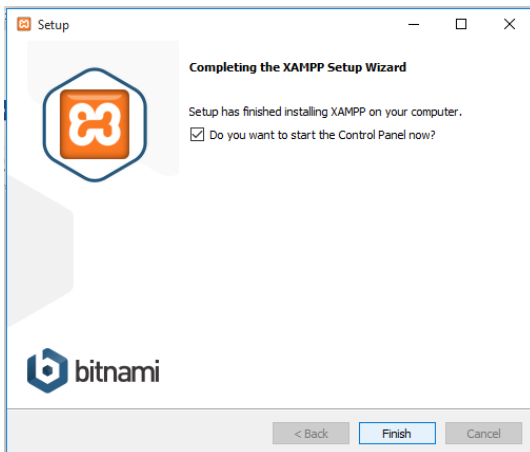 Setup
Completing the XAMPP Setup Wizard
Setup has finished installing XAMPP on your computer.
Do you want to start the Control Panel now?
bitnami
< Back
Finish
Cancel